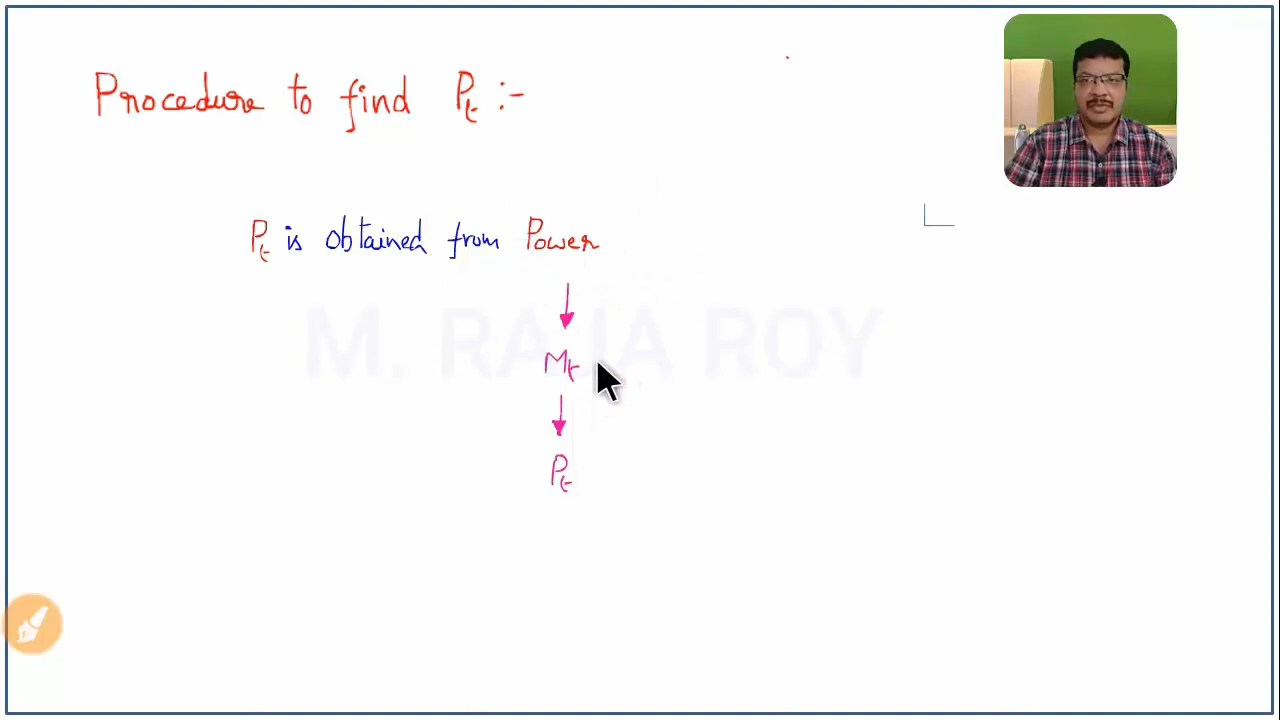 Procedure to find Pt :-
Pt is obtained from Power
M. RAJA ROY
Mt
Pt